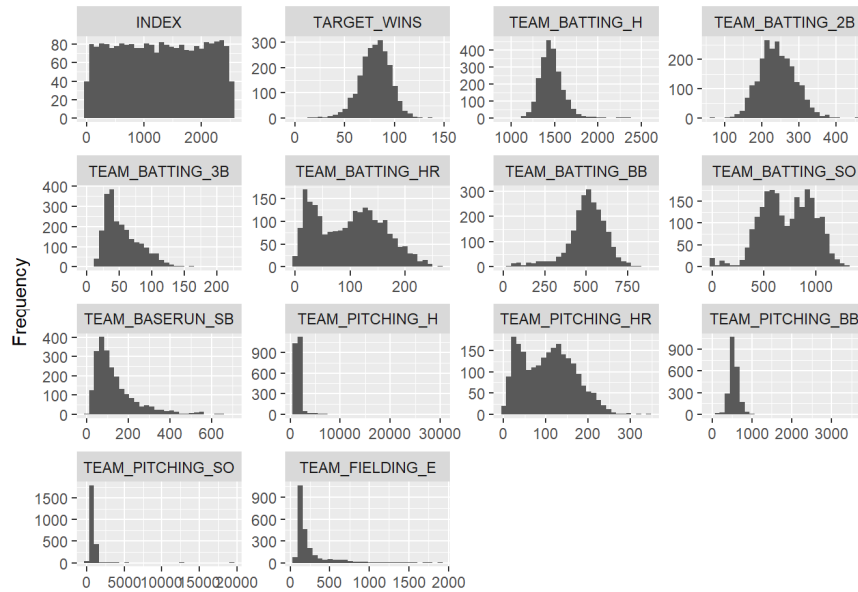 INDEX
TARGET_WINS
TEAM_BATTING_H
TEAM_BATTING_2B
80
60
40
20
0
0 1000 2000
300
200
100
0
0 50 100 150
400
300
200
100
0
1000 1500 2000 2500
200
100
0
100 200 300 400
TEAM_BATTING_3B
TEAM_BATTING_HR
TEAM_BATTING_BB
TEAM_BATTING_SO
400
300
200
100
0
0 50 100 150 200
150
100
50
0
0 100 200
300
200
100
0
0 250 500 750
150
100
50
0
0 500 1000
Frequency
TEAM_BASERUN_SB
TEAM_PITCHING_H
TEAM_PITCHING_HR
TEAM_PITCHING_BB
400
300
200
100
0
0 200 400 600
900
600
300
0
0 10000 20000 30000
150
100
50
0
0 100 200 300
900
600
300
0
0 1000 2000 3000
TEAM_PITCHING_SO
TEAM_FIELDING_E
1500
1000
500
0
0 5000 10000 15000 20000
900
600
300
0
0 500 1000 1500 2000